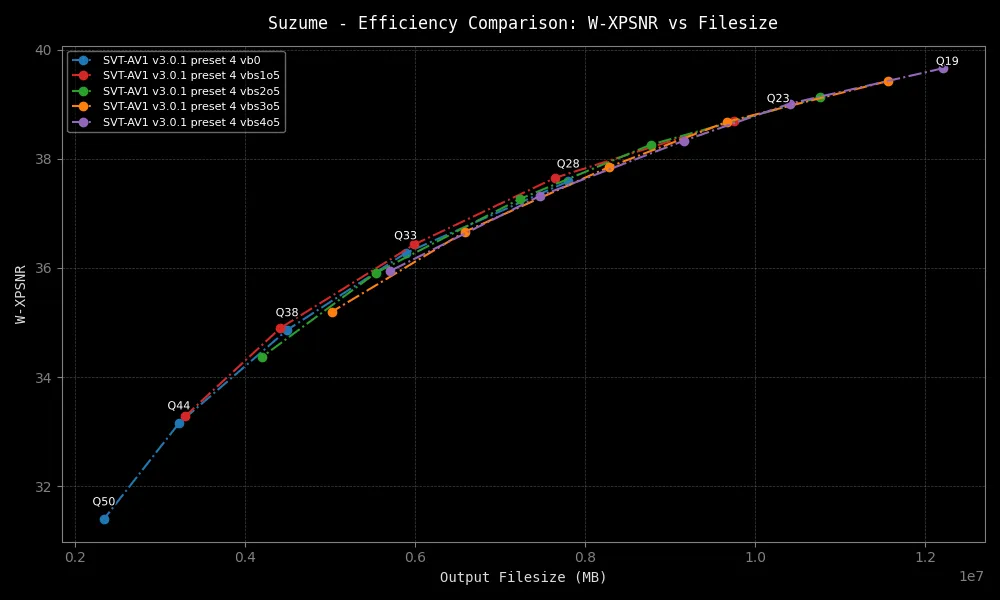 Suzume - Efficiency Comparison: W-XPSNR vs Filesize
SVT-AV1 v3.0.1 preset 4 vb0
SVT-AV1 v3.0.1 preset 4 vbs1o5
SVT-AV1 v3.0.1 preset 4 vbs2o5
SVT-AV1 v3.0.1 preset 4 vbs3o5
SVT-AV1 v3.0.1 preset 4 vbs4o5
40
38
36
34
32
W-XPSNR
Q19
Q23
Q28
Q33
Q38
Q44
Q50
0.2 0.4 0.6 0.8 1.0 1.2
1e7
Output Filesize (MB)